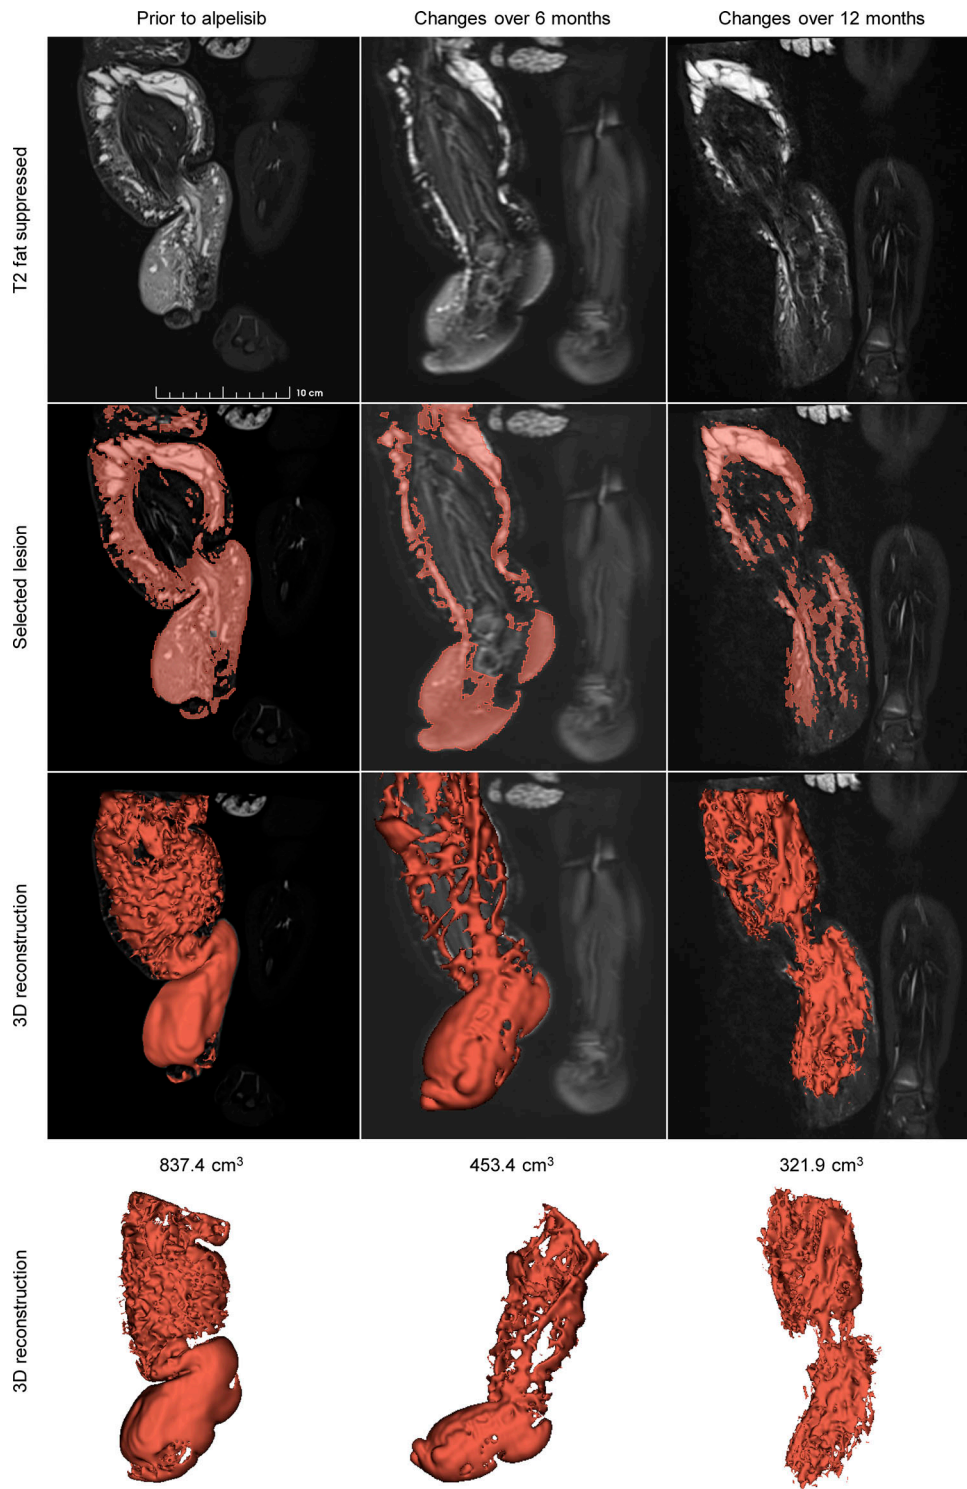 Prior to alpelisib
Changes over 6 months
Changes over 12 months
T2 fat suppressed
10 cm
Selected lesion
3D reconstruction
837.4 cm³
453.4 cm³
321.9 cm³
3D reconstruction